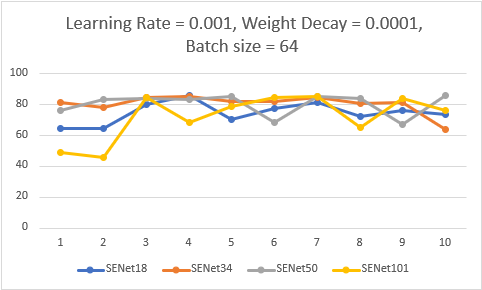 Learning Rate = 0.001, Weight Decay = 0.0001,
Batch size = 64
100
80
60
40
20
0
1 2 3 4 5 6 7 8 9 10
SENet18 SENet34 SENet50 SENet101